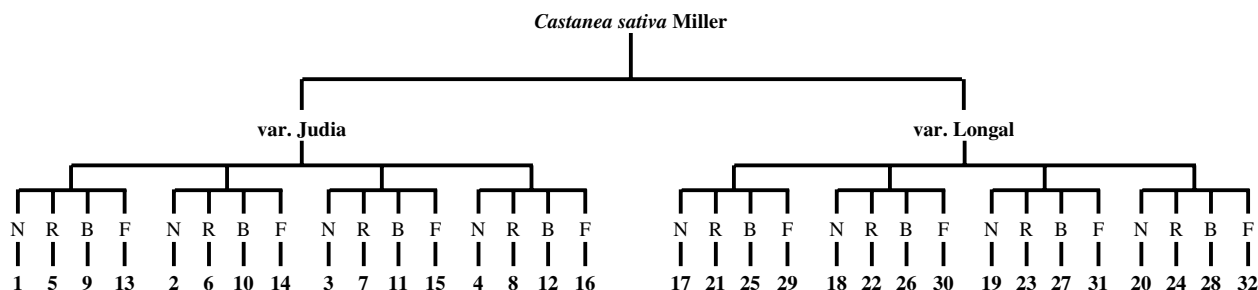 Castanea sativa Miller
var. Judia var. Longal
N R B F N R B F N R B F N R B F N R B F N R B F N R B F N R B F
1 5 9 13 2 6 10 14 3 7 11 15 4 8 12 16 17 21 25 29 18 22 26 30 19 23 27 31 20 24 28 32